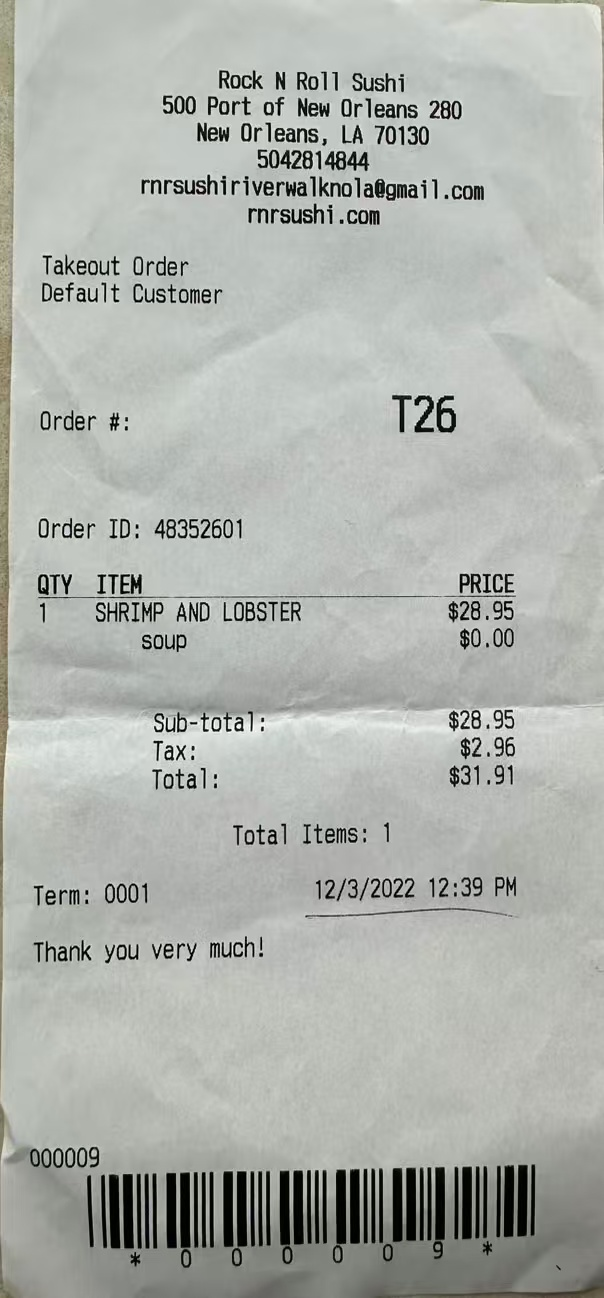 Rock N Roll Sushi
500 Port of New Orleans 280
New Orleans, LA 70130
5042814844
rnrsushiriverwalknola@gmail.com
rnrsushi.com
Takeout Order
Default Customer
Order #: T26
Order ID: 48352601
QTY ITEM PRICE
1 SHRIMP AND LOBSTER $28.95
soup $0.00
Sub-total: $28.95
Tax: $2.96
Total: $31.91
Total Items: 1
Term: 0001 12/3/2022 12:39 PM
Thank you very much!
000009
* 0 0 0 0 0 9 *